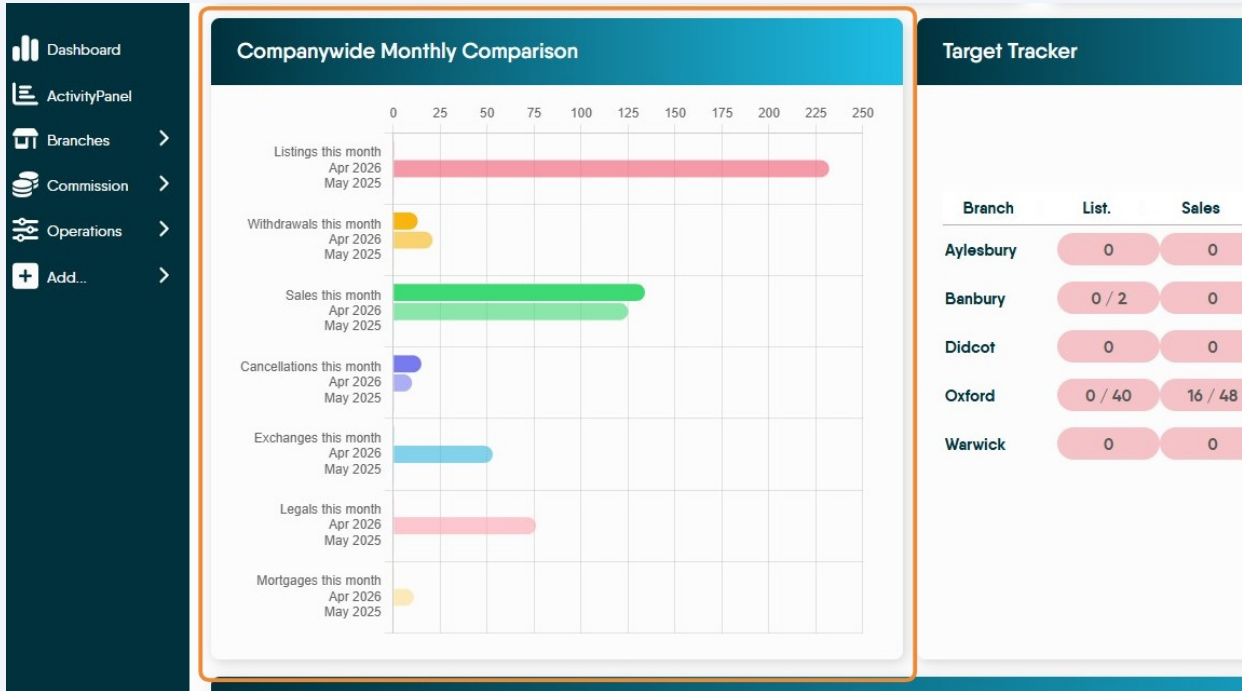 Dashboard
ActivityPanel
Branches
Commission
Operations
Add...
Companywide Monthly Comparison
0 25 50 75 100 125 150 175 200 225 250
Listings this month
Apr 2026
May 2025
Withdrawals this month
Apr 2026
May 2025
Sales this month
Apr 2026
May 2025
Cancellations this month
Apr 2026
May 2025
Exchanges this month
Apr 2026
May 2025
Legals this month
Apr 2026
May 2025
Mortgages this month
Apr 2026
May 2025
Target Tracker
Branch List. Sales
Aylesbury 0 0
Banbury 0 / 2 0
Didcot 0 0
Oxford 0 / 40 16 / 48
Warwick 0 0